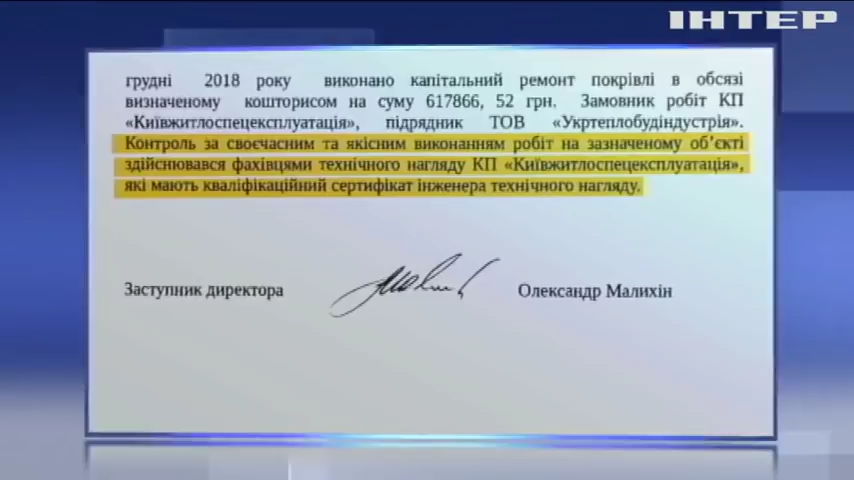 ІНТЕР
грудні 2018 року виконано капітальний ремонт покрівлі в обсязі
визначеному кошторисом на суму 617866, 52 грн. Замовник робіт КП
«Київжитлоспецексплуатація», підрядник ТОВ «Укртеплобудіндустрія».
Контроль за своєчасним та якісним виконанням робіт на зазначеному об’єкті
здійснювався фахівцями технічного нагляду КП «Київжитлоспецексплуатація»,
які мають кваліфікаційний сертифікат інженера технічного нагляду.
Заступник директора Олександр Малихін